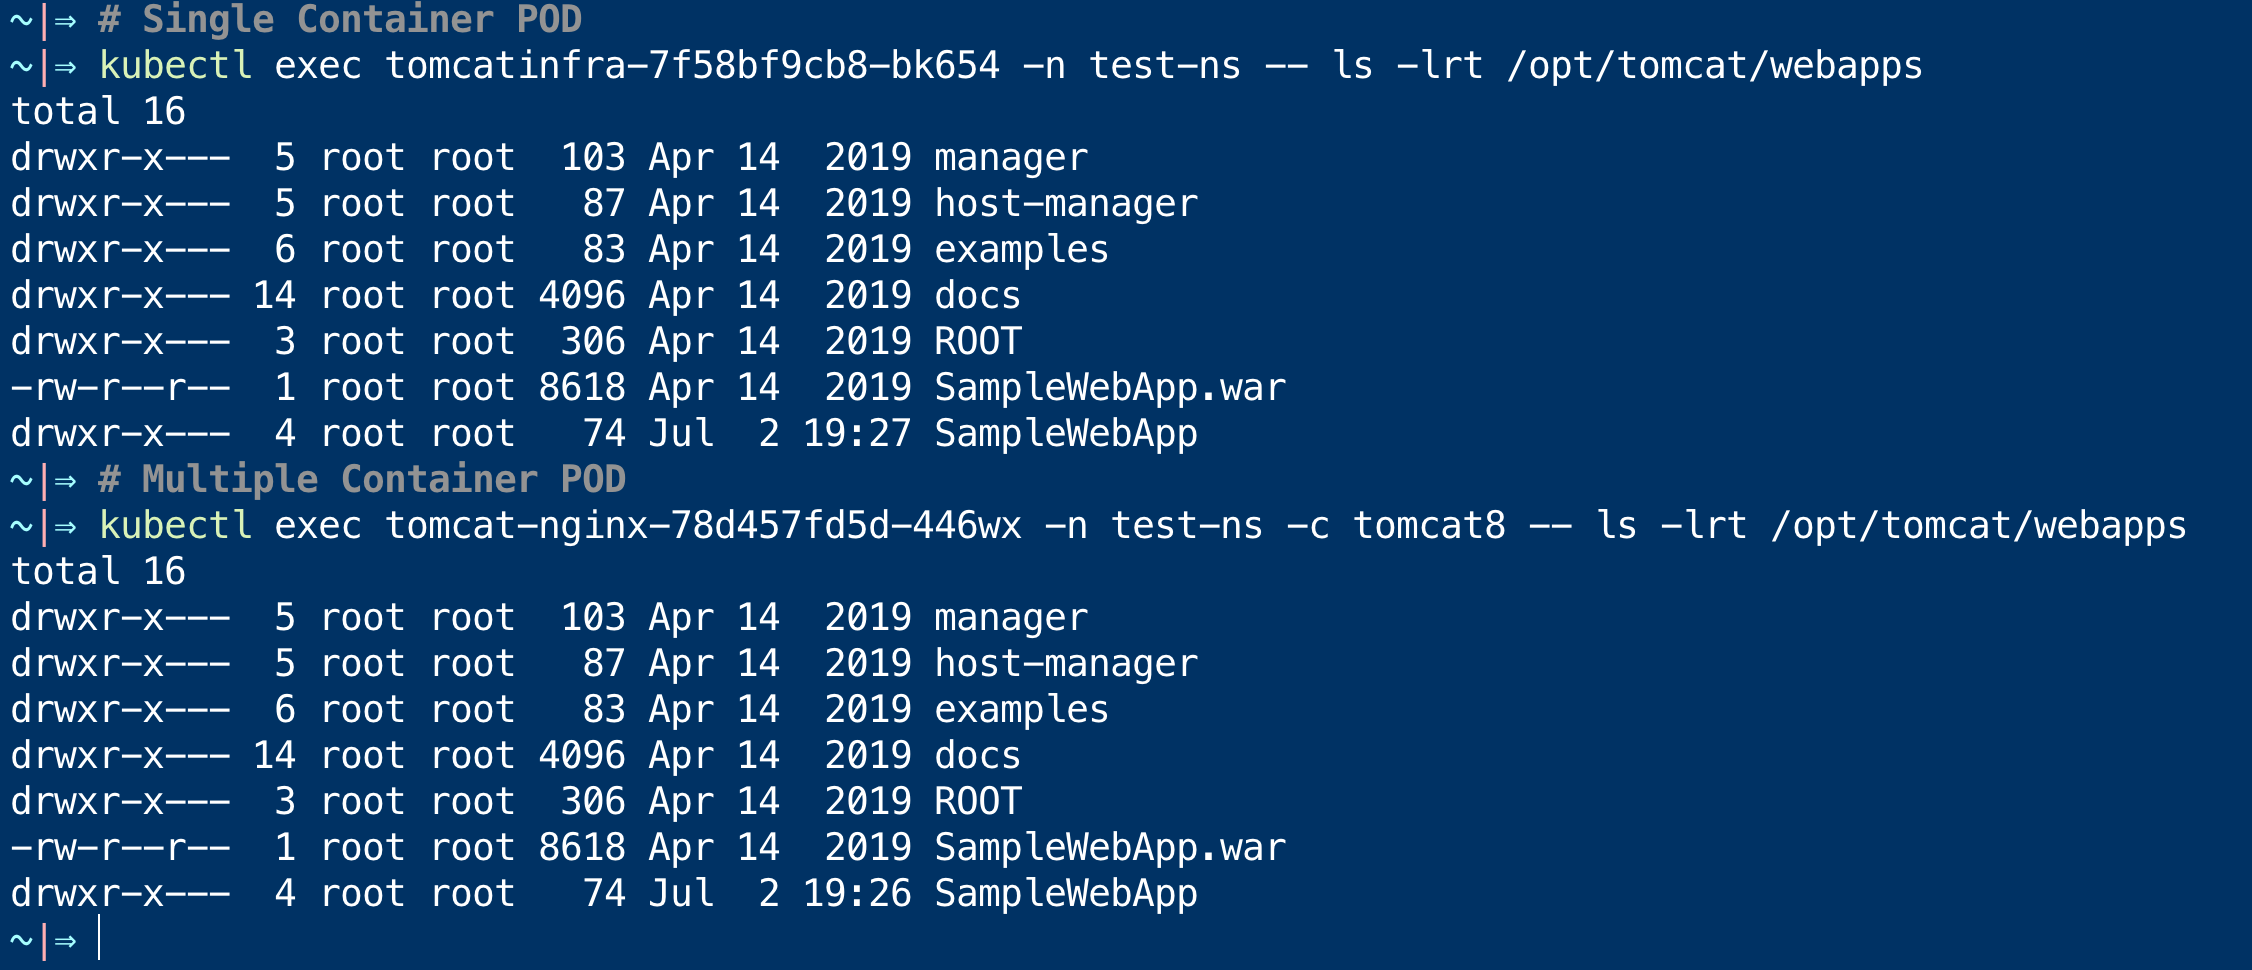 ~|⇒ # Single Container POD
~|⇒ kubectl exec tomcatinfra-7f58bf9cb8-bk654 -n test-ns -- ls -lrt /opt/tomcat/webapps
total 16
drwxr-x---  5 root root  103 Apr 14  2019 manager
drwxr-x---  5 root root   87 Apr 14  2019 host-manager
drwxr-x---  6 root root   83 Apr 14  2019 examples
drwxr-x--- 14 root root 4096 Apr 14  2019 docs
drwxr-x---  3 root root  306 Apr 14  2019 ROOT
-rw-r--r--  1 root root 8618 Apr 14  2019 SampleWebApp.war
drwxr-x---  4 root root   74 Jul  2 19:27 SampleWebApp
~|⇒ # Multiple Container POD
~|⇒ kubectl exec tomcat-nginx-78d457fd5d-446wx -n test-ns -c tomcat8 -- ls -lrt /opt/tomcat/webapps
total 16
drwxr-x---  5 root root  103 Apr 14  2019 manager
drwxr-x---  5 root root   87 Apr 14  2019 host-manager
drwxr-x---  6 root root   83 Apr 14  2019 examples
drwxr-x--- 14 root root 4096 Apr 14  2019 docs
drwxr-x---  3 root root  306 Apr 14  2019 ROOT
-rw-r--r--  1 root root 8618 Apr 14  2019 SampleWebApp.war
drwxr-x---  4 root root   74 Jul  2 19:26 SampleWebApp
~|⇒